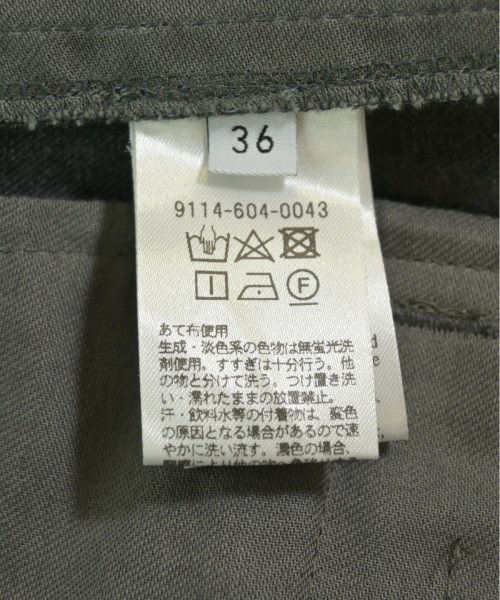 36
9114-604-0043
F
あて布使用
生成・淡色系の色物は無蛍光洗
剤使用。すすぎは十分行う。他
の物と分けて洗う。つけ置き洗
い・濡れたままの放置禁止。
汗・飲料水等の付着物は、変色
の原因となる場合があるので速
やかに洗い流す。濃色の場合、